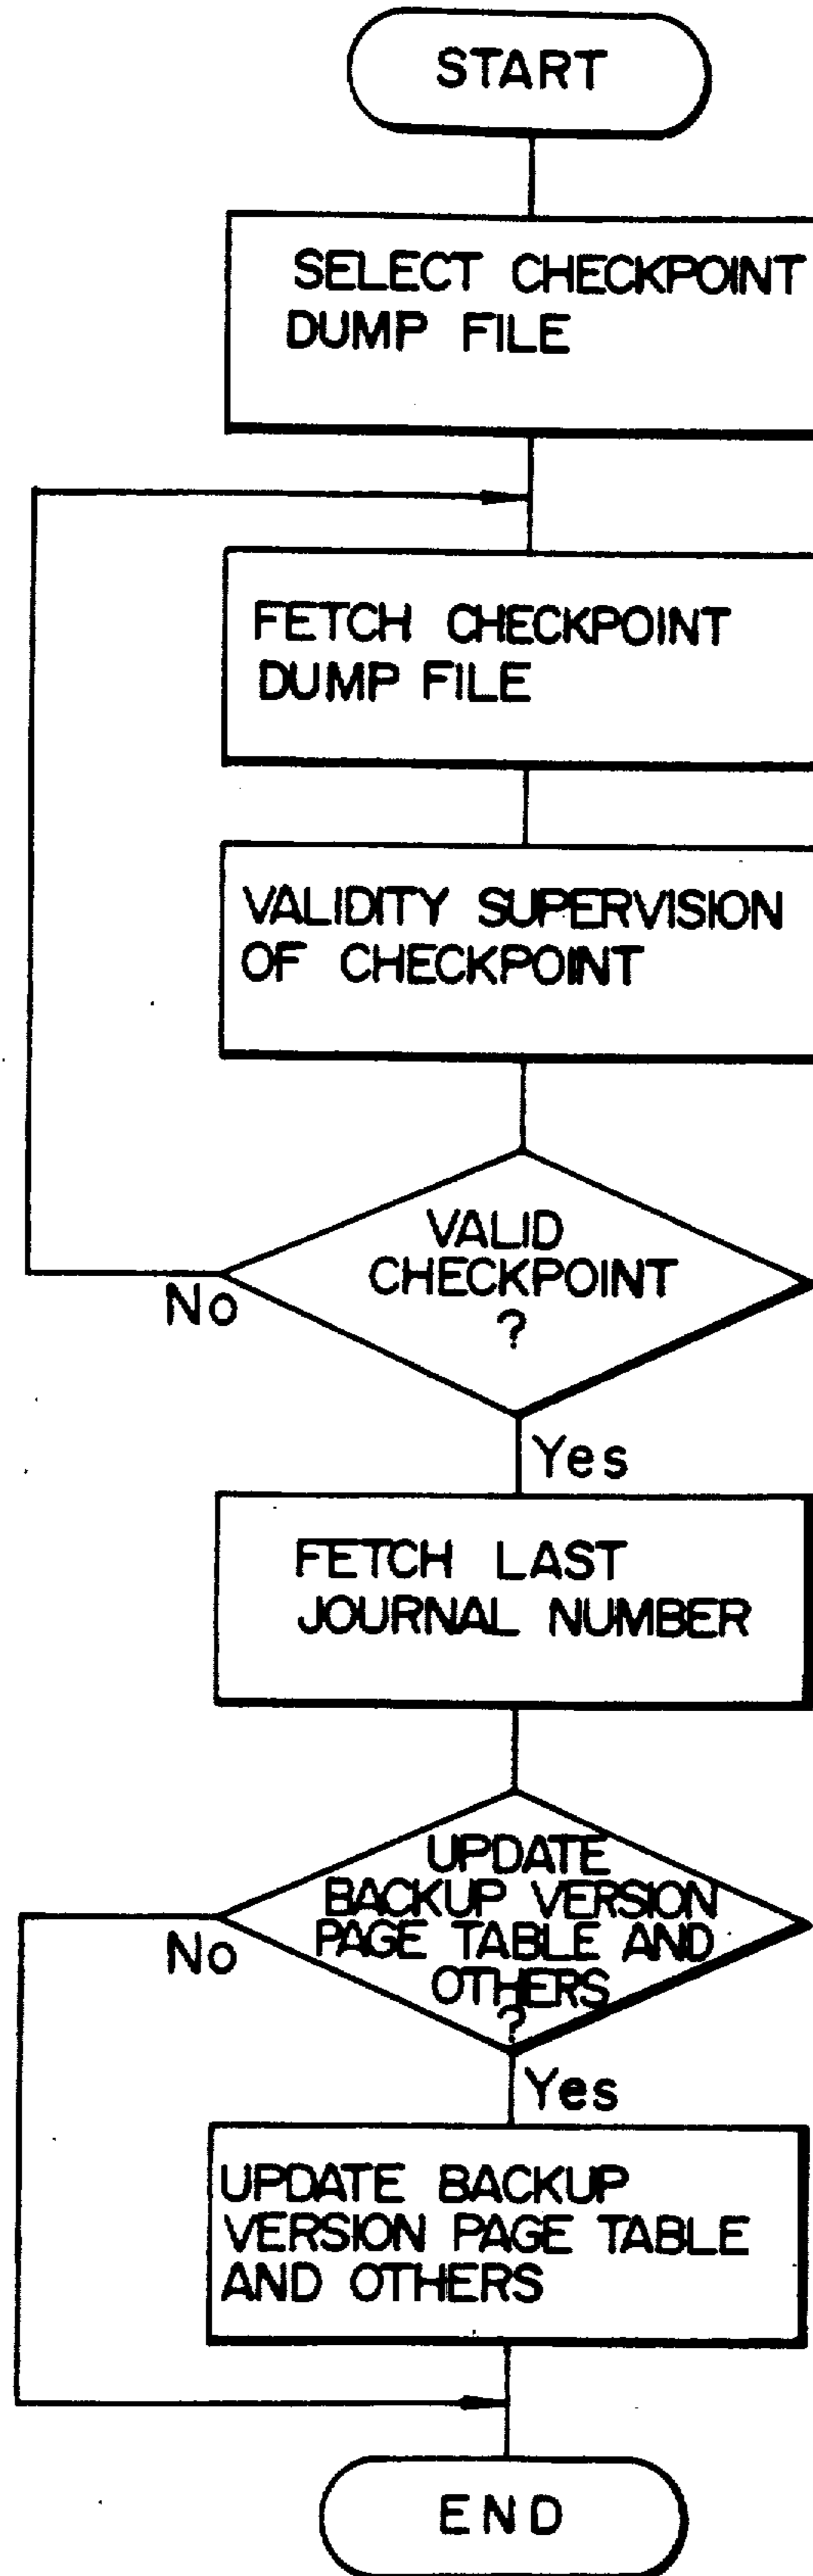 START
SELECT CHECKPOINT
DUMP FILE
FETCH CHECKPOINT
DUMP FILE
VALIDITY SUPERVISION
OF CHECKPOINT
VALID
CHECKPOINT
?
No
Yes
FETCH LAST
JOURNAL NUMBER
UPDATE
BACKUP VERSION
PAGE TABLE AND
OTHERS
?
No
Yes
UPDATE BACKUP
VERSION PAGE TABLE
AND OTHERS
END